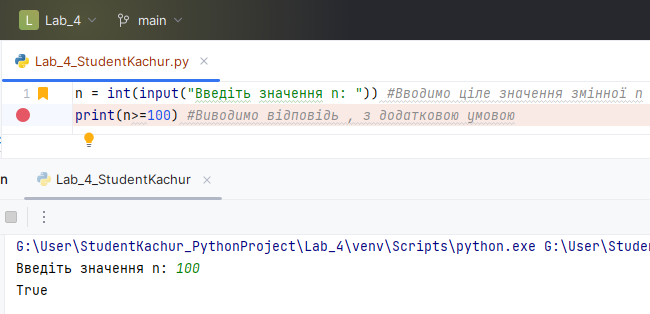 L Lab_4 main
Lab_4_StudentKachur.py
1 n = int(input("Введіть значення n: ")) #Вводимо ціле значення змінної n
print(n>=100) #Виводимо відповідь , з додатковою умовою
n Lab_4_StudentKachur
G:\User\StudentKachur_PythonProject\Lab_4\venv\Scripts\python.exe G:\User\Stude
Введіть значення n: 100
True